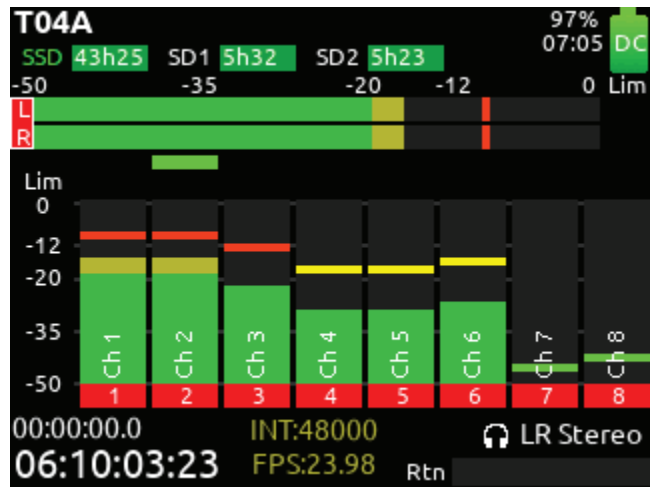 T04A 97%
SSD 43h25 SD1 5h32 SD2 5h23 07:05 DC
-50 -35 -20 -12 0 Lim
L
R
Lim
0
-12
-20
-35
-50
Ch 1 Ch 2 Ch 3 Ch 4 Ch 5 Ch 6 Ch 7 Ch 8
1 2 3 4 5 6 7 8
00:00:00.0 INT:48000 LR Stereo
06:10:03:23 FPS:23.98 Rtn